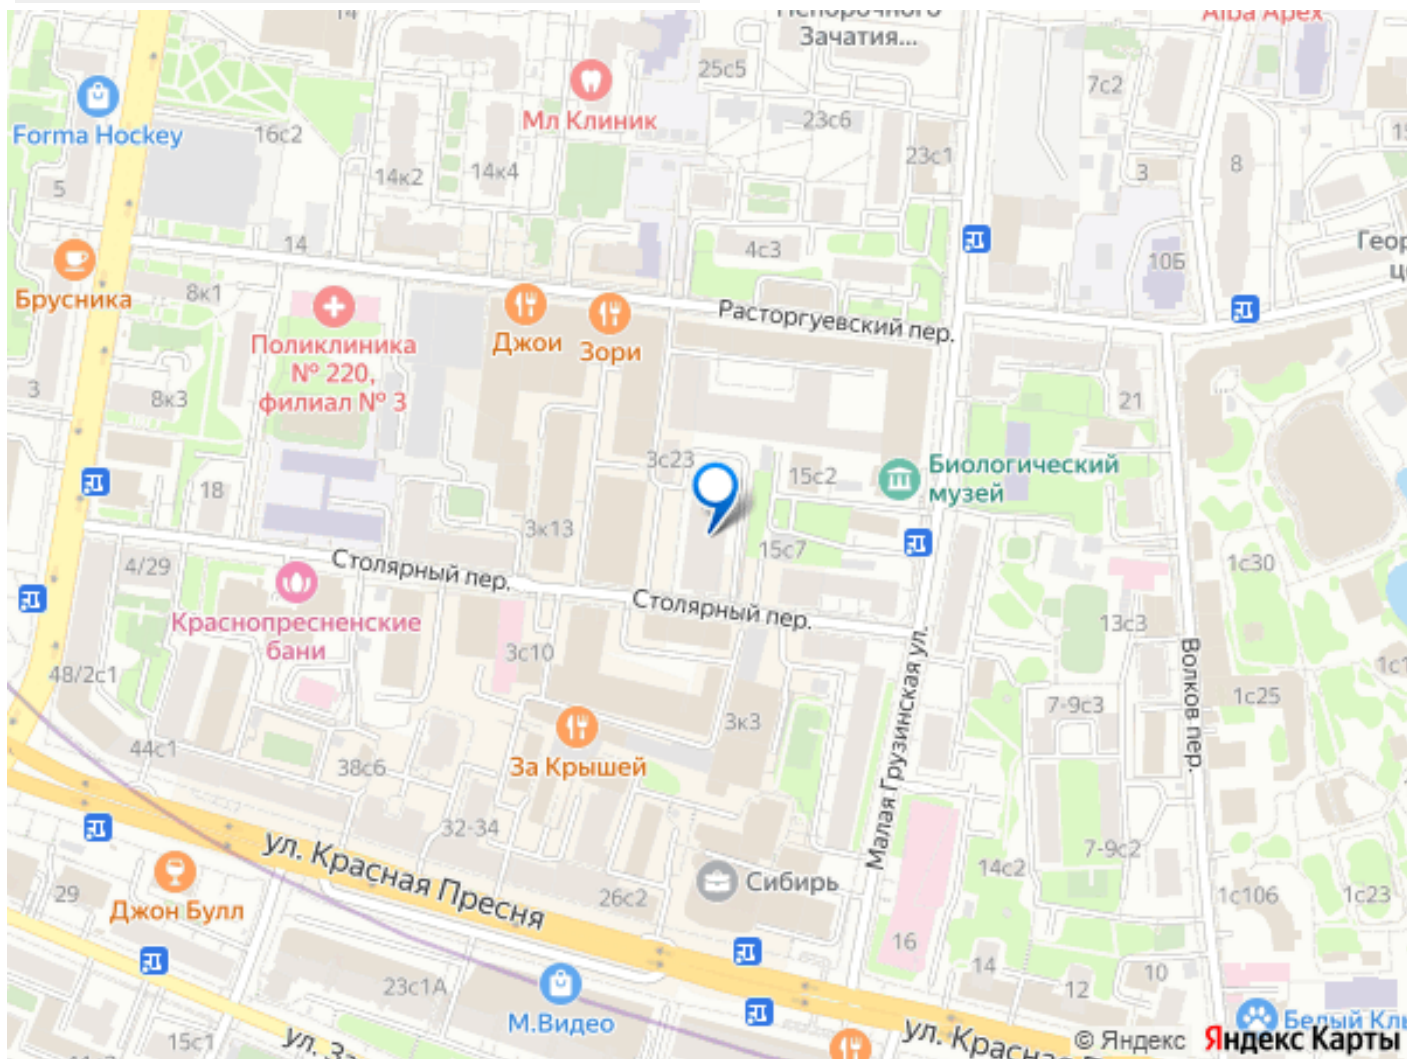 14
Зачатия...
Alba Apex
25с5
7с2
Forma Hockey
16с2
Мл Клиник
23с6
23с1
14к2
14к4
5
3
8
14
4с3
10Б
Брусника
8к1
Расторгуевский пер.
Поликлиника
№ 220,
филиал № 3
Джои
Зори
3
8к3
21
18
3с23
15с2
Биологический
музей
3к13
15с7
4/29
Столярный пер.
Столярный пер.
1с30
Краснопресненские
бани
3с10
13с3
48/2с1
Малая Грузинская ул.
Волков пер.
1с25
7-9с3
3к3
44с1
38с6
За Крышей
32-34
ул. Красная Пресня
7-9с2
14с2
Сибирь
29
Джон Булл
26с2
1с106
1с23
16
14
12
10
23с1А
М.Видео
15с1
ул. Красная
© Яндекс
Яндекс Карты